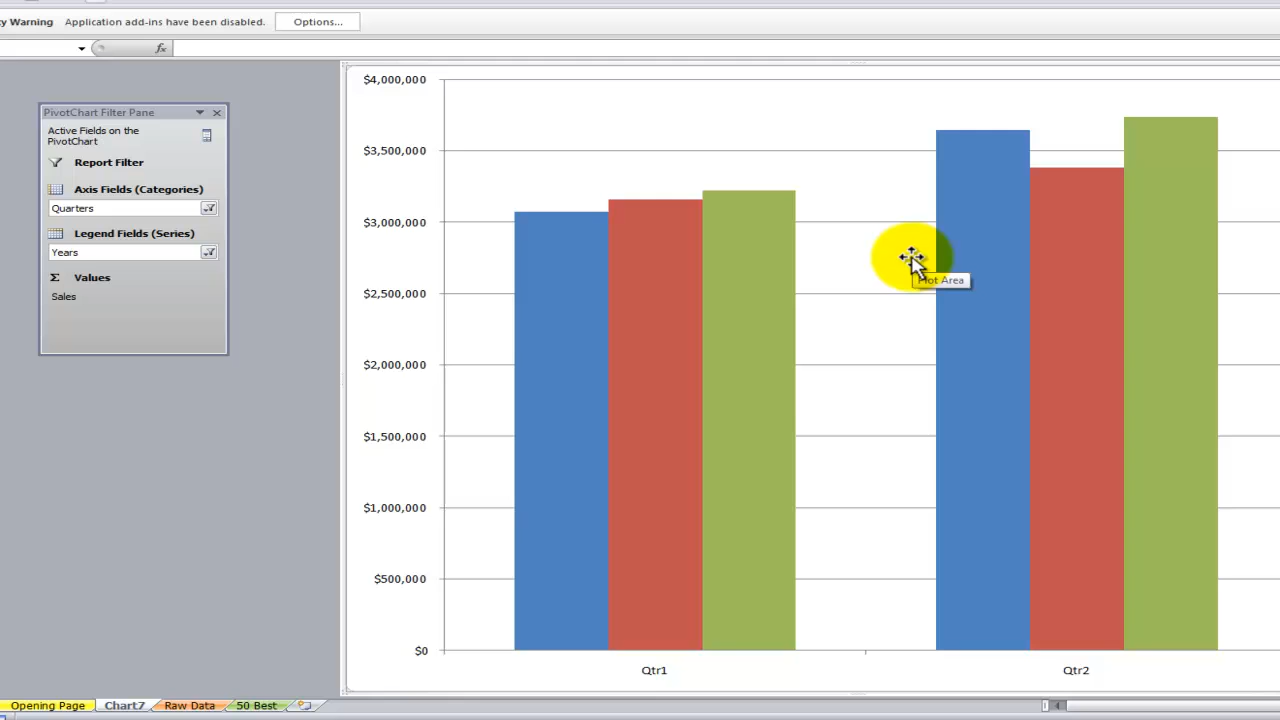 y Warning Application add-ins have been disabled. Options...
fx
PivotChart Filter Pane
Active Fields on the
PivotChart
Report Filter
Axis Fields (Categories)
Quarters
Legend Fields (Series)
Years
Σ Values
Sales
$4,000,000
$3,500,000
$3,000,000
$2,500,000
$2,000,000
$1,500,000
$1,000,000
$500,000
$0
Plot Area
Qtr1 Qtr2
Opening Page Chart7 Raw Data 50 Best